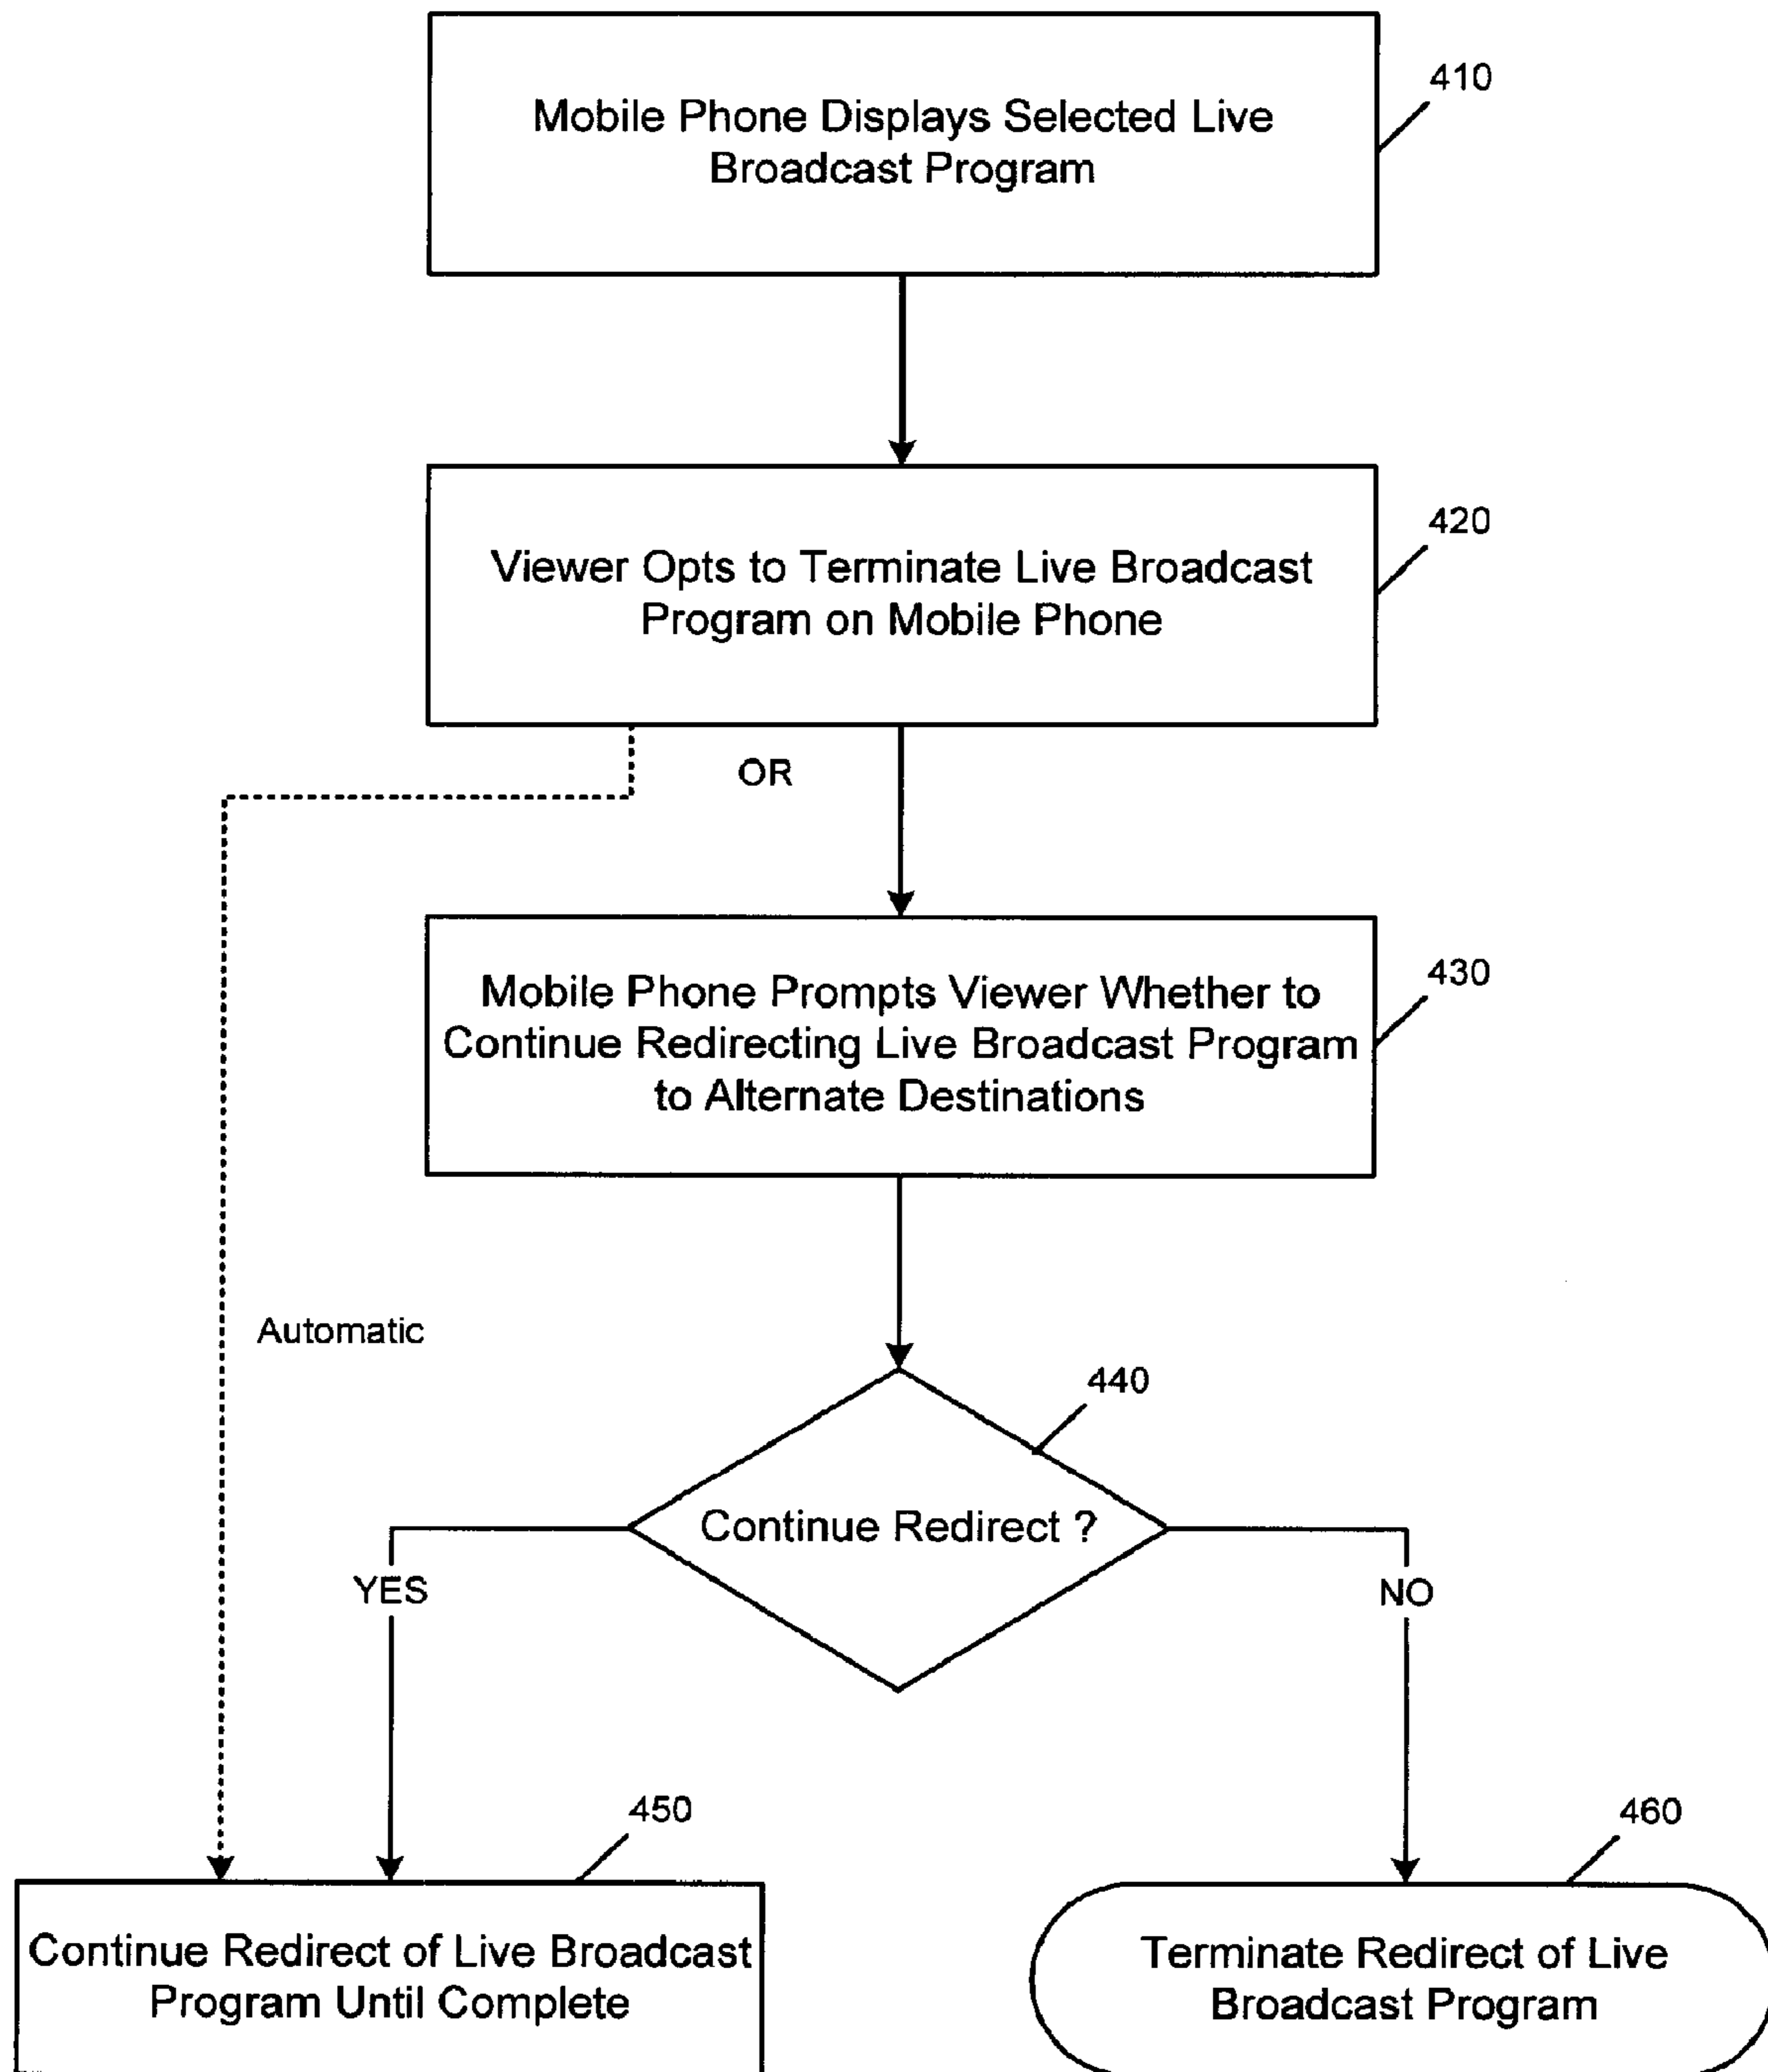 410
Mobile Phone Displays Selected Live
Broadcast Program
420
Viewer Opts to Terminate Live Broadcast
Program on Mobile Phone
OR
430
Mobile Phone Prompts Viewer Whether to
Continue Redirecting Live Broadcast Program
to Alternate Destinations
Automatic
440
Continue Redirect ?
YES
NO
450
460
Continue Redirect of Live Broadcast
Program Until Complete
Terminate Redirect of Live
Broadcast Program